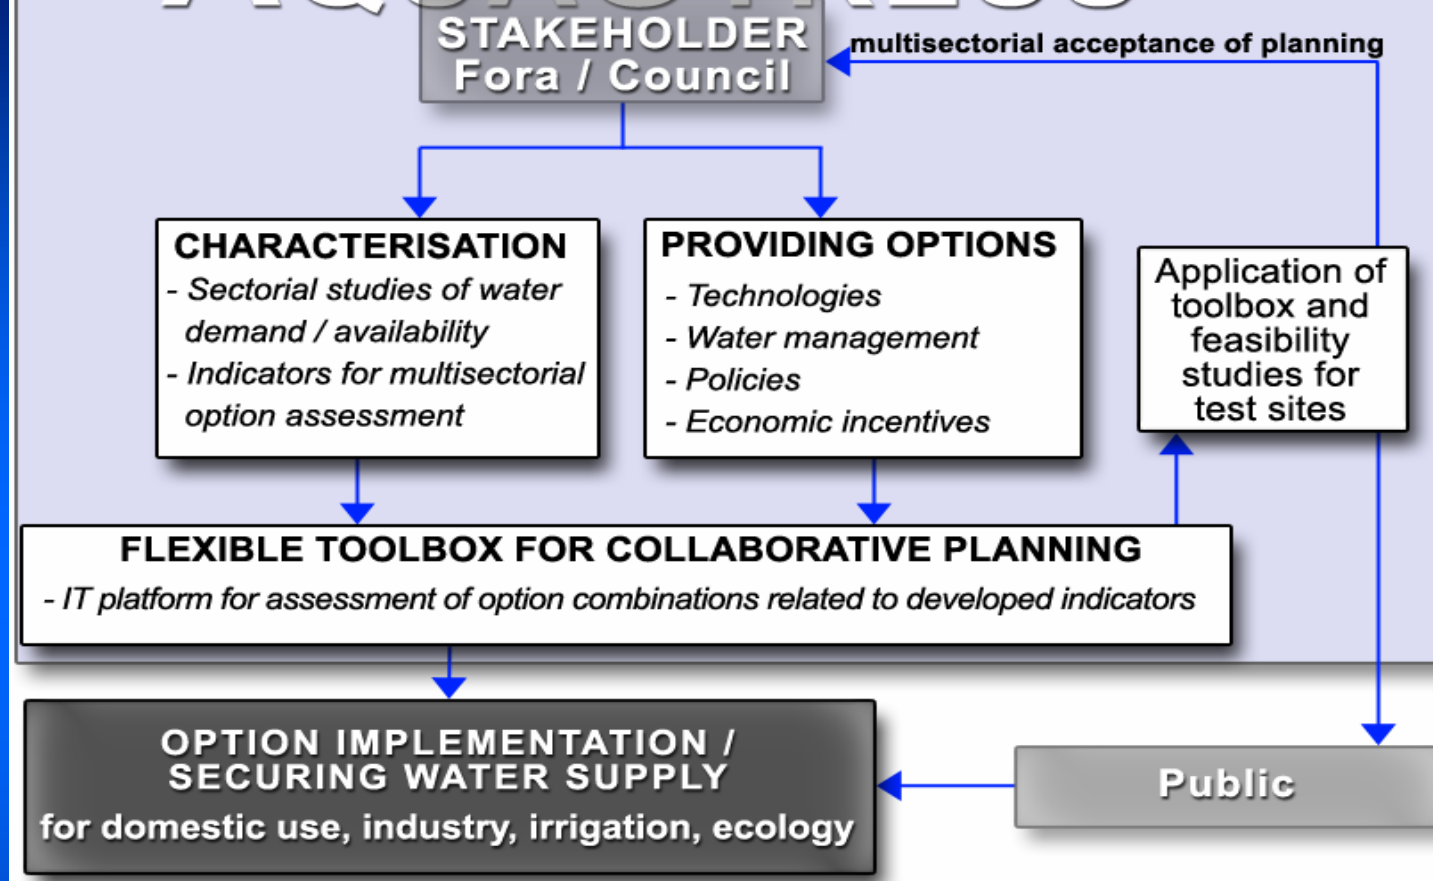 STAKEHOLDER
Fora / Council
multisectorial acceptance of planning
CHARACTERISATION
- Sectorial studies of water
demand / availability
- Indicators for multisectorial
option assessment
PROVIDING OPTIONS
- Technologies
- Water management
- Policies
- Economic incentives
Application of
toolbox and
feasibility
studies for
test sites
FLEXIBLE TOOLBOX FOR COLLABORATIVE PLANNING
- IT platform for assessment of option combinations related to developed indicators
OPTION IMPLEMENTATION /
SECURING WATER SUPPLY
for domestic use, industry, irrigation, ecology
Public